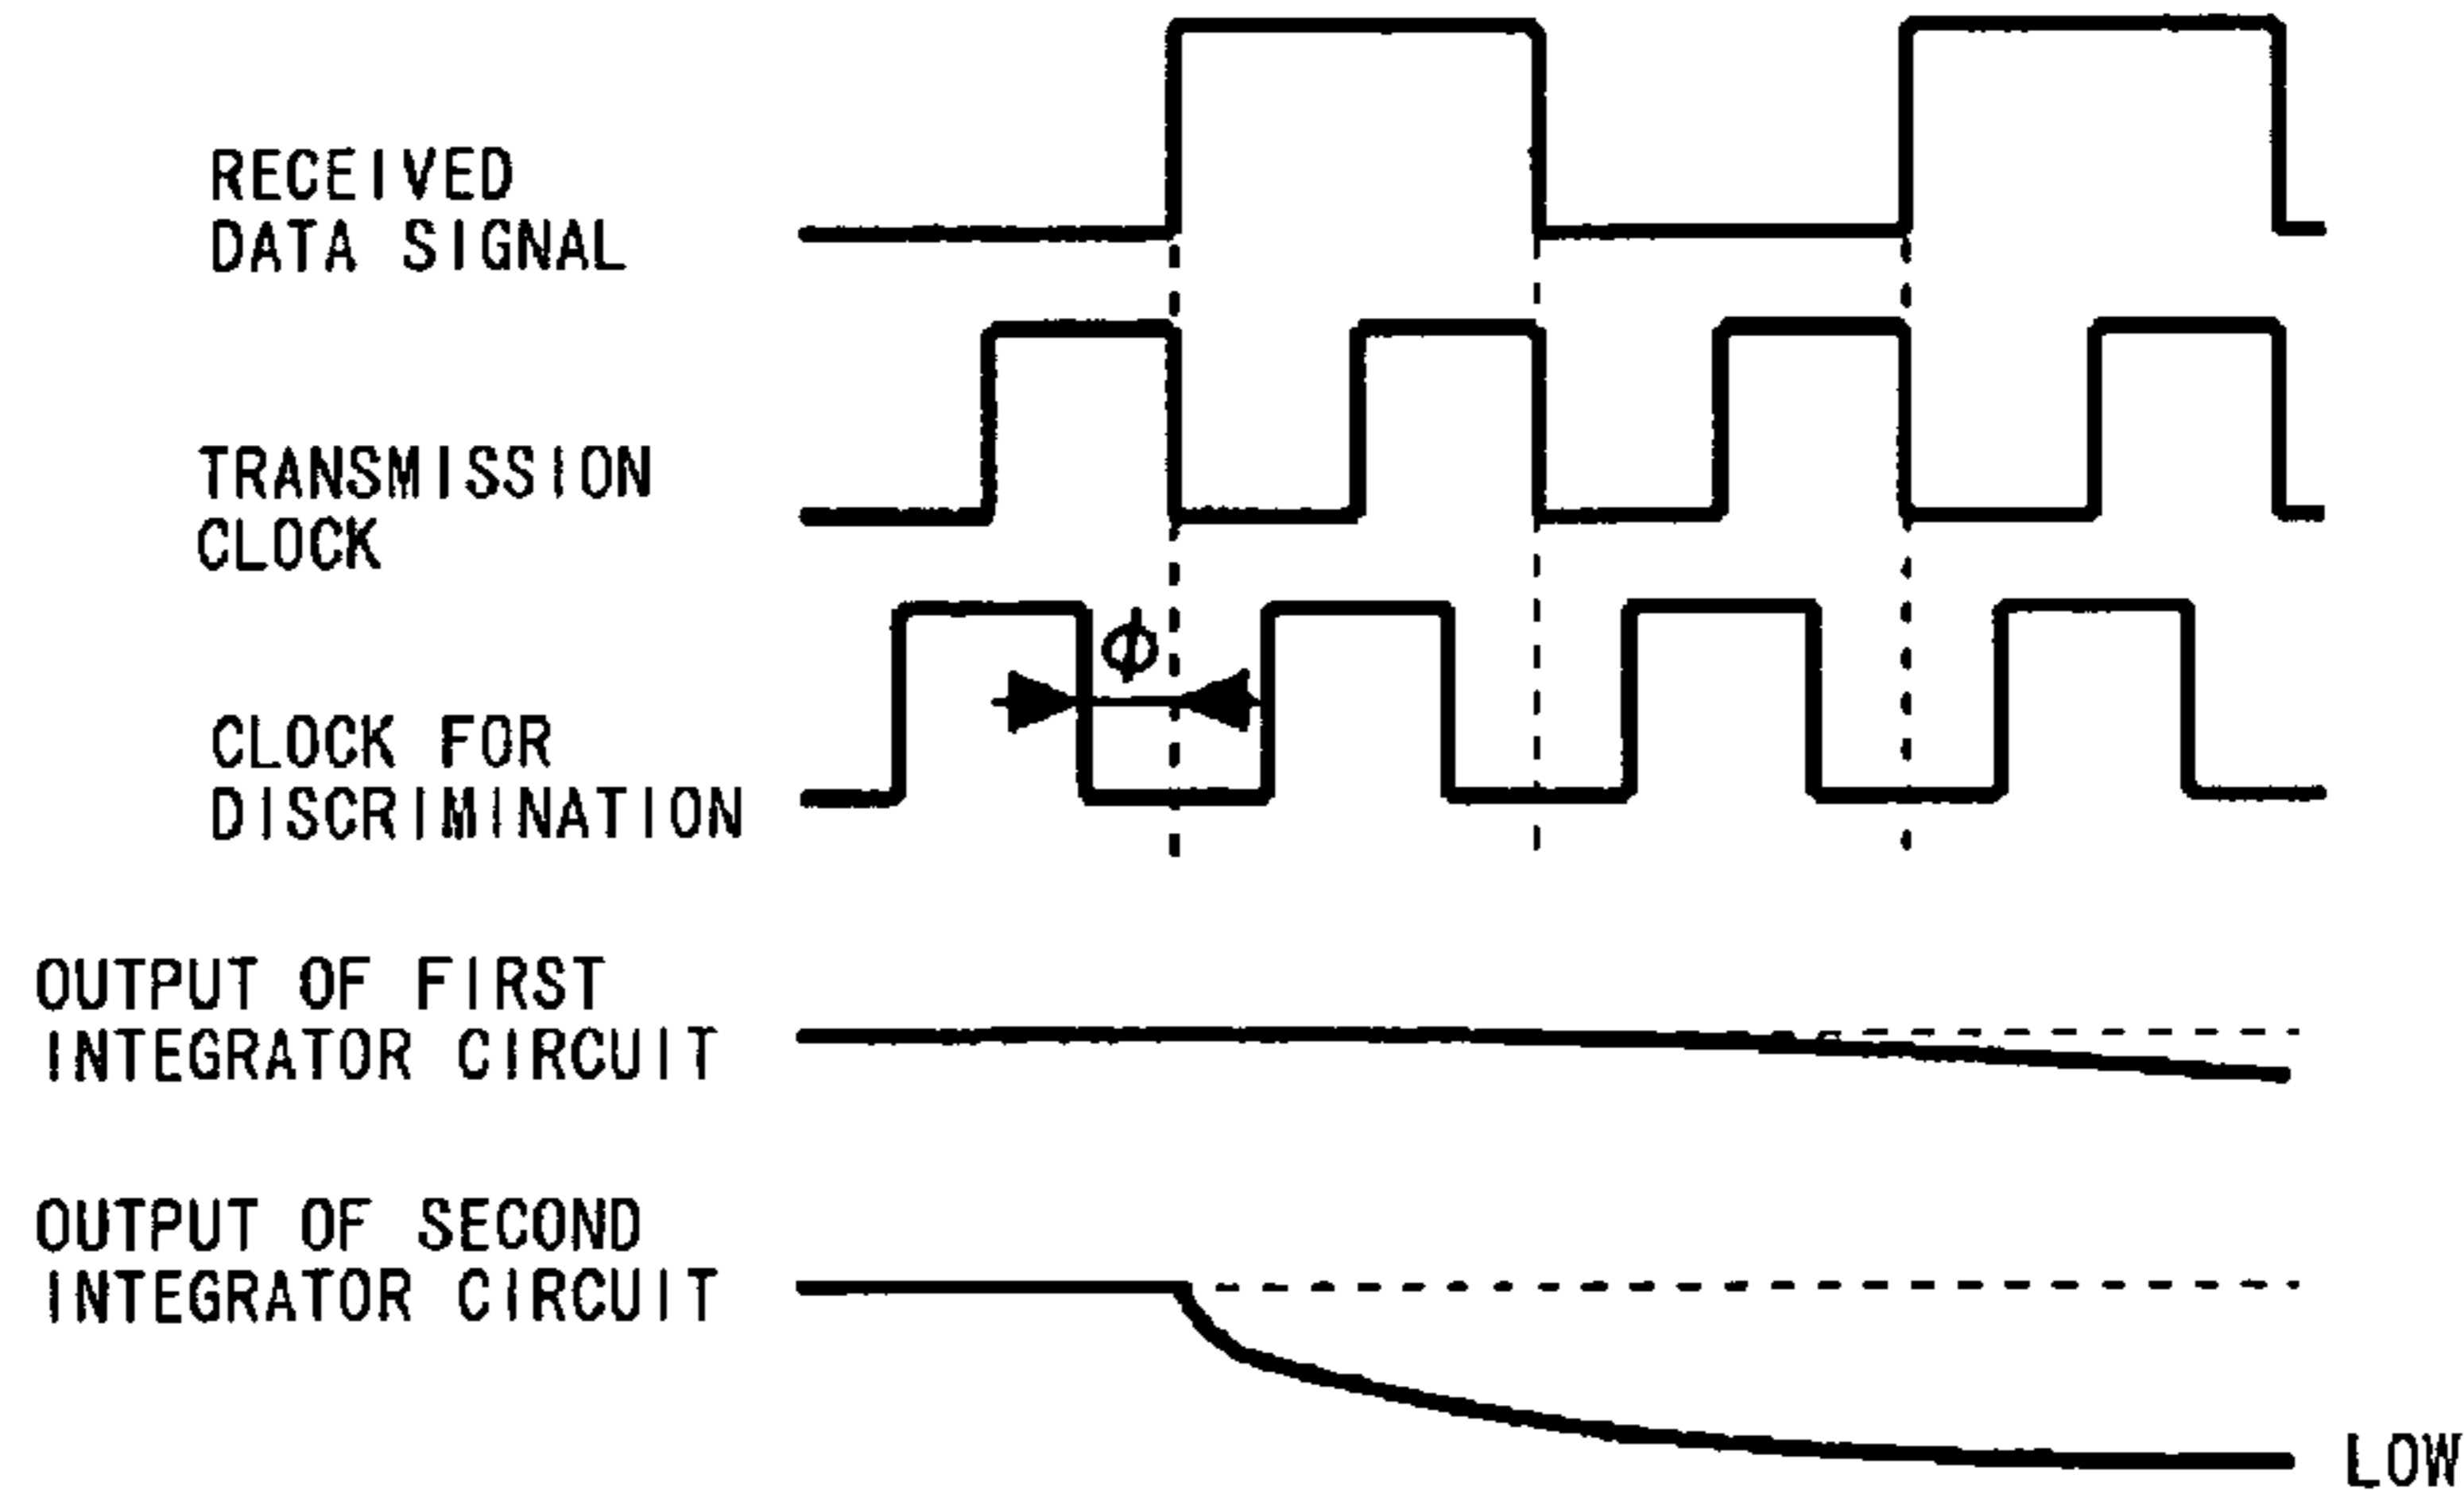 RECEIVED
DATA SIGNAL
TRANSMISSION
CLOCK
ϕ
CLOCK FOR
DISCRIMINATION
OUTPUT OF FIRST
INTEGRATOR CIRCUIT
OUTPUT OF SECOND
INTEGRATOR CIRCUIT
LOW